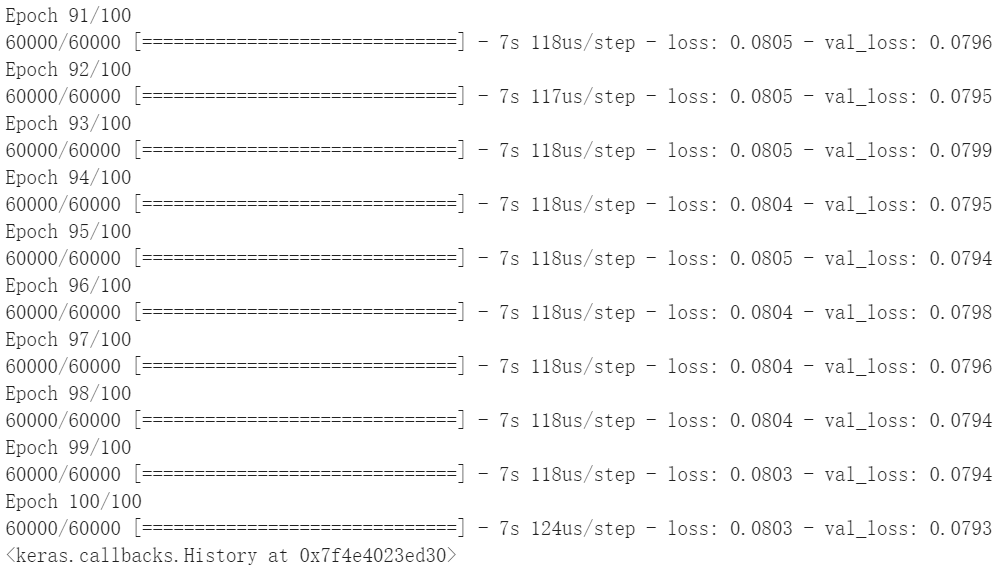 Epoch 91/100
60000/60000 [==============================] - 7s 118us/step - loss: 0.0805 - val_loss: 0.0796
Epoch 92/100
60000/60000 [==============================] - 7s 117us/step - loss: 0.0805 - val_loss: 0.0795
Epoch 93/100
60000/60000 [==============================] - 7s 118us/step - loss: 0.0805 - val_loss: 0.0799
Epoch 94/100
60000/60000 [==============================] - 7s 118us/step - loss: 0.0804 - val_loss: 0.0795
Epoch 95/100
60000/60000 [==============================] - 7s 118us/step - loss: 0.0805 - val_loss: 0.0794
Epoch 96/100
60000/60000 [==============================] - 7s 118us/step - loss: 0.0804 - val_loss: 0.0798
Epoch 97/100
60000/60000 [==============================] - 7s 118us/step - loss: 0.0804 - val_loss: 0.0796
Epoch 98/100
60000/60000 [==============================] - 7s 118us/step - loss: 0.0804 - val_loss: 0.0794
Epoch 99/100
60000/60000 [==============================] - 7s 118us/step - loss: 0.0803 - val_loss: 0.0794
Epoch 100/100
60000/60000 [==============================] - 7s 124us/step - loss: 0.0803 - val_loss: 0.0793
<keras.callbacks.History at 0x7f4e4023ed30>